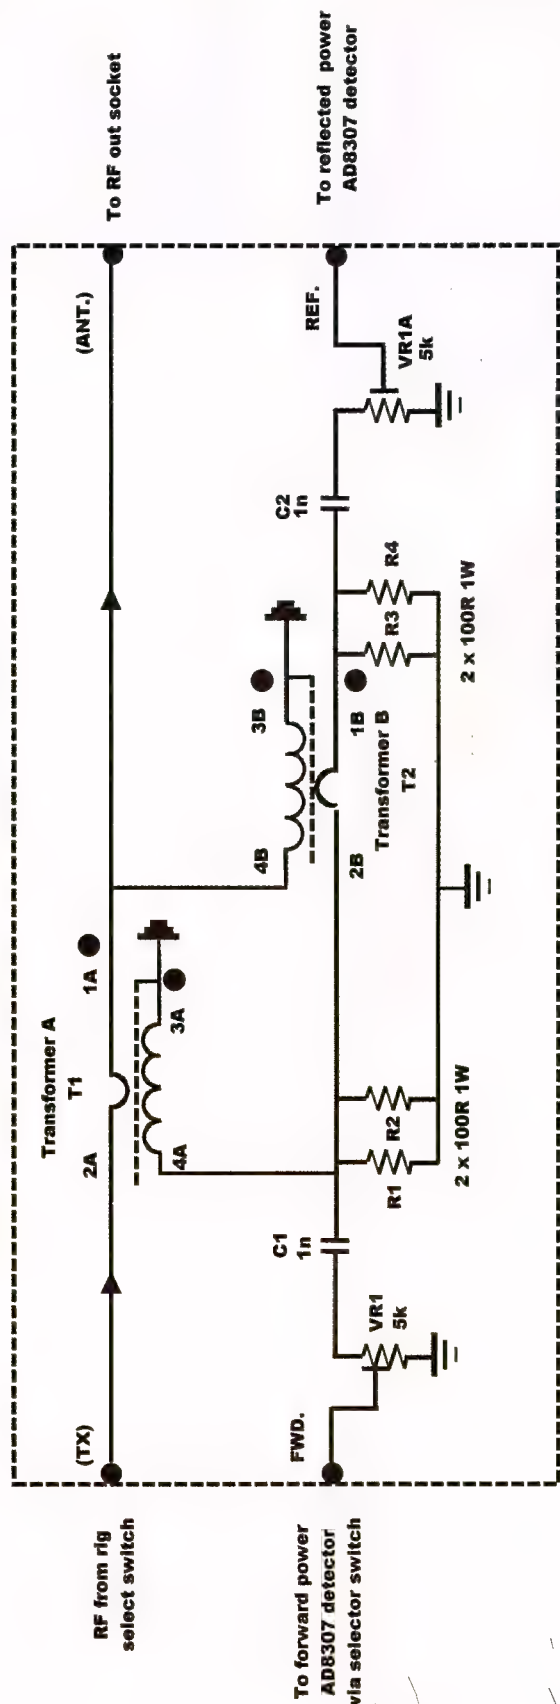 RF from rig
select switch
(TX)
Transformer A
T1
2A
1A
(ANT.)
To RF out socket
4A
3A
4B
3B
To forward power
AD8307 detector
via selector switch
FWD.
VR1
5k
C1
1n
R1
R2
2 x 100R 1W
2B
1B
Transformer B
T2
R3
R4
2 x 100R 1W
C2
1n
REF.
VR1A
5k
To reflected power
AD8307 detector